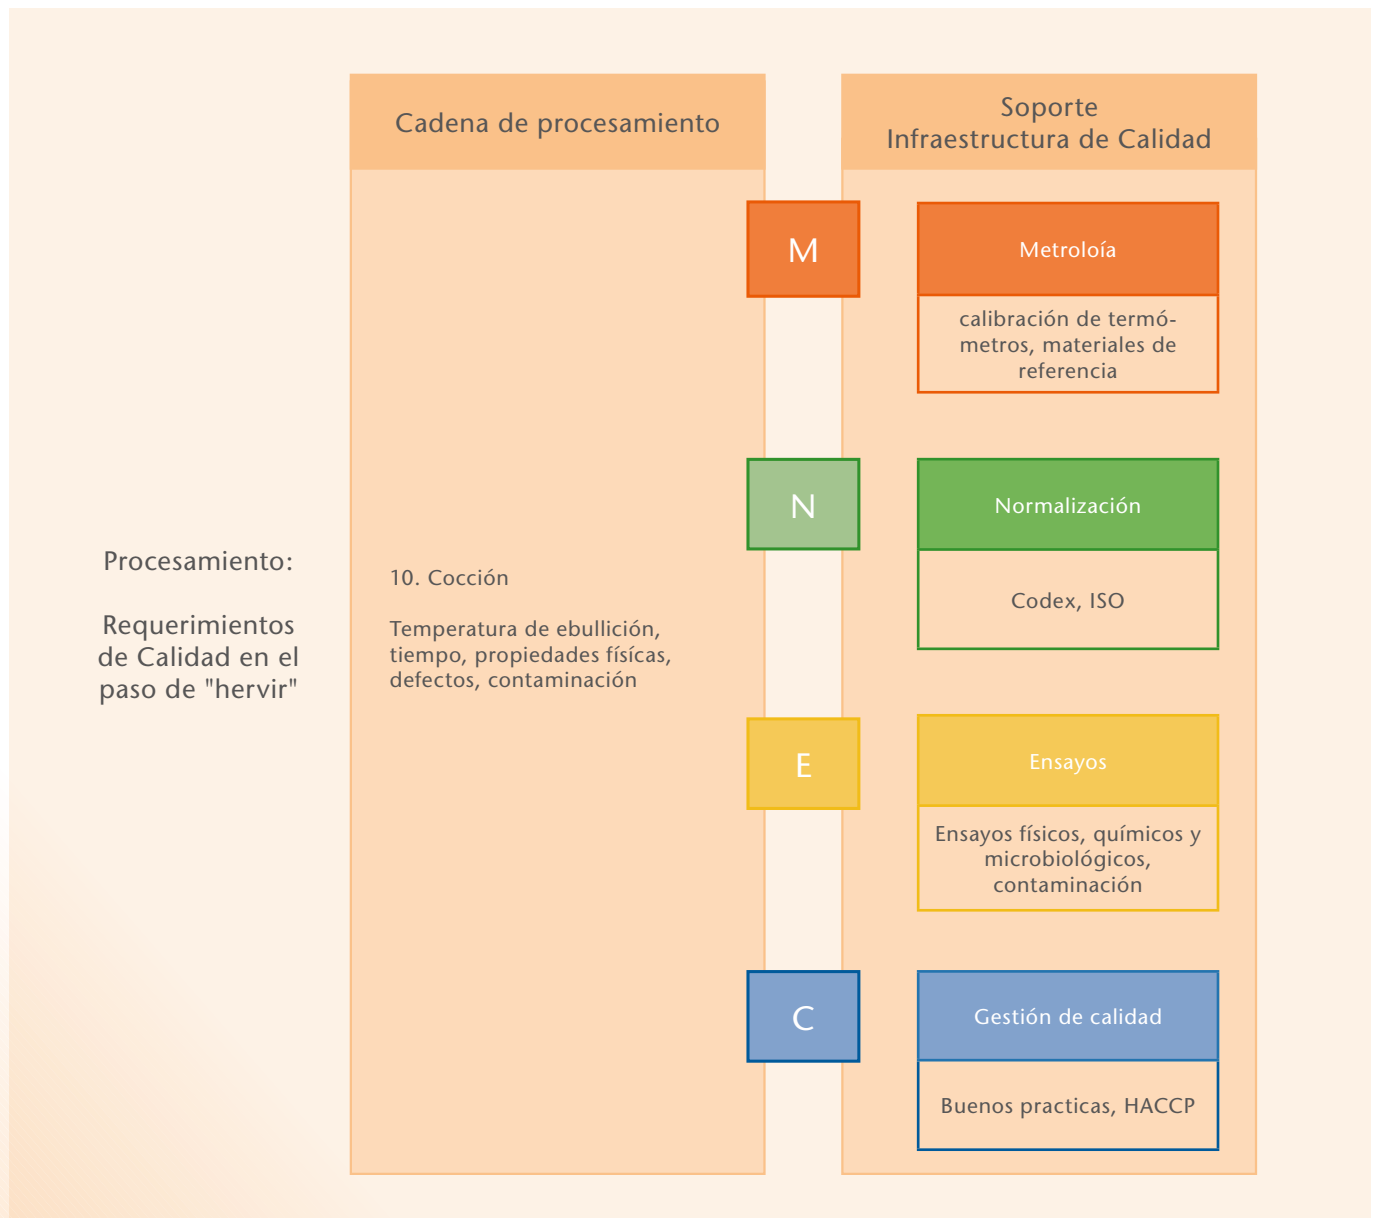 Cadena de procesamiento
Soporte
Infraestructura de Calidad
Procesamiento:
Requerimientos
de Calidad en el
paso de "hervir"
10. Cocción
Temperatura de ebullición,
tiempo, propiedades físícas,
defectos, contaminación
M
Metroloía
calibración de termó-
metros, materiales de
referencia
N
Normalización
Codex, ISO
E
Ensayos
Ensayos físicos, químicos y
microbiológicos,
contaminación
C
Gestión de calidad
Buenos practicas, HACCP